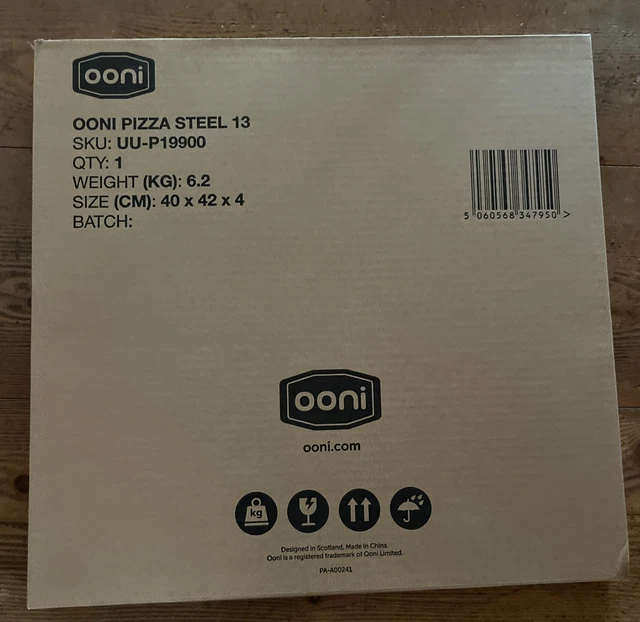 ooni
OONI PIZZA STEEL 13
SKU: UU-P19900
QTY: 1
WEIGHT (KG): 6.2
SIZE (CM): 40 x 42 x 4
BATCH:
5 060568 347950 >
ooni
ooni.com
kg
Designed in Scotland, Made in China.
Ooni is a registered trademark of Ooni Limited.
PA-A00241